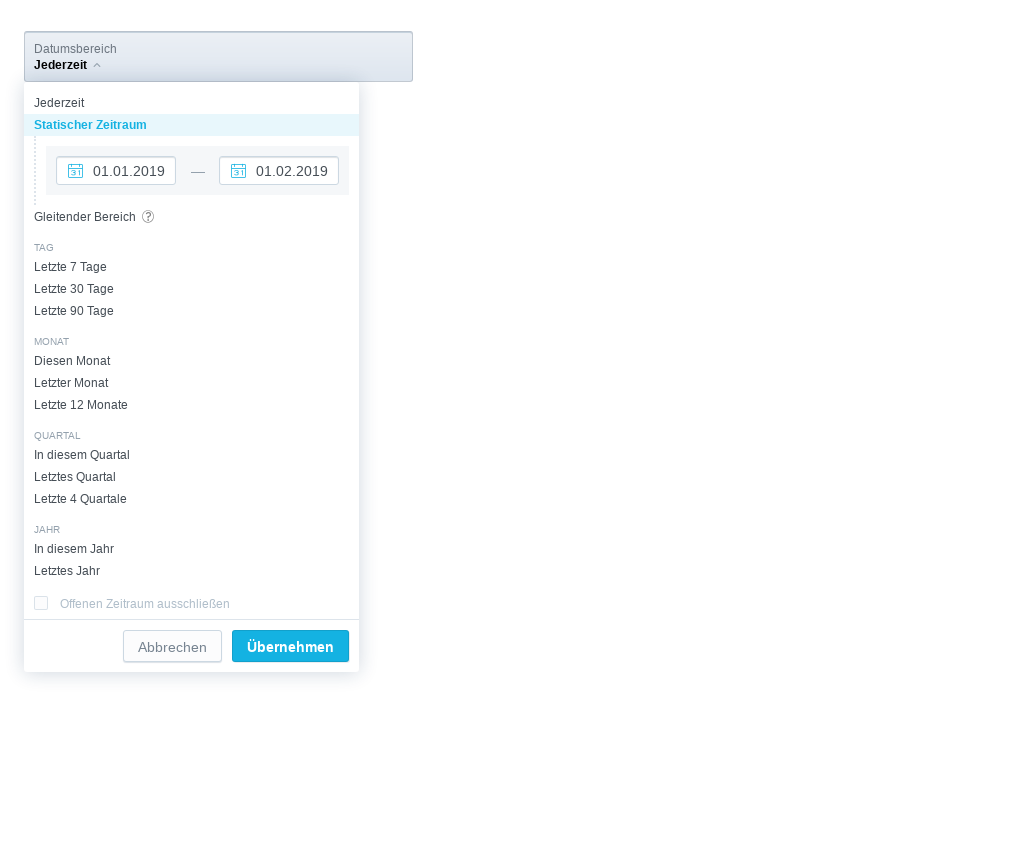 Datumsbereich
Jederzeit
Jederzeit
Statischer Zeitraum
01.01.2019 — 01.02.2019
Gleitender Bereich ?
TAG
Letzte 7 Tage
Letzte 30 Tage
Letzte 90 Tage
MONAT
Diesen Monat
Letzter Monat
Letzte 12 Monate
QUARTAL
In diesem Quartal
Letztes Quartal
Letzte 4 Quartale
JAHR
In diesem Jahr
Letztes Jahr
Offenen Zeitraum ausschließen
Abbrechen Übernehmen